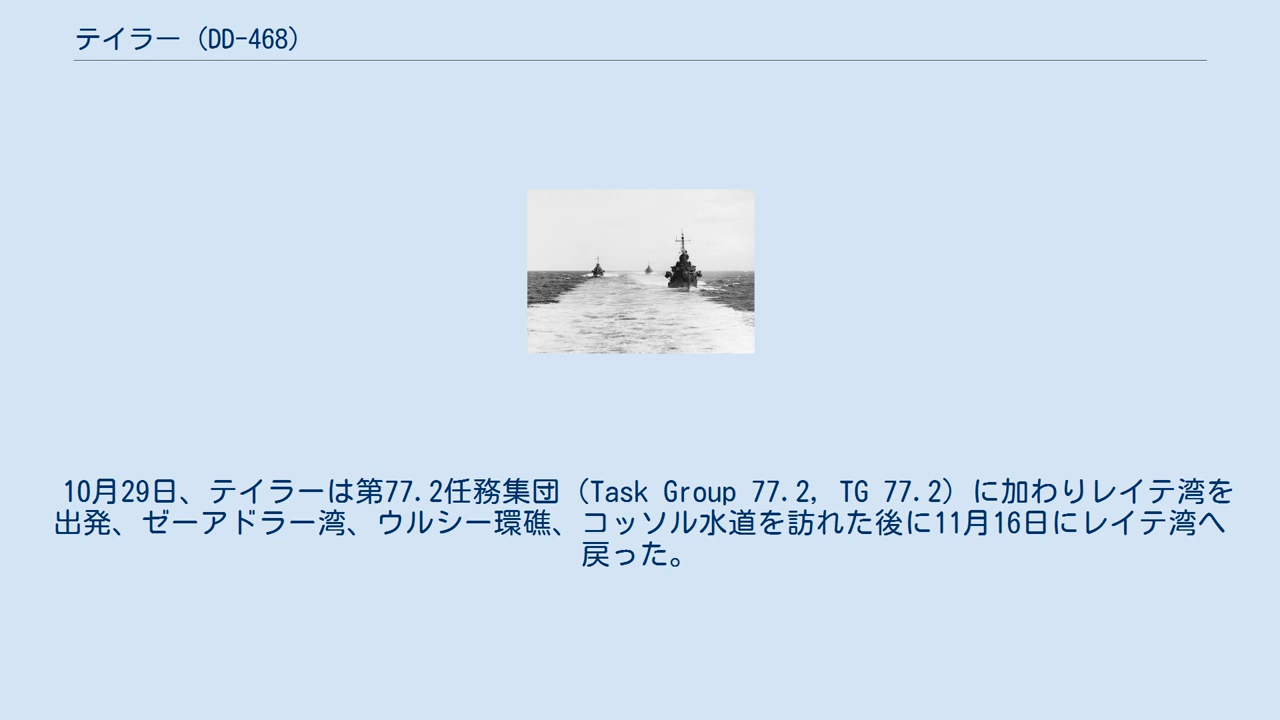 テイラー（DD-468）
10月29日、テイラーは第77.2任務集団（Task Group 77.2, TG 77.2）に加わりレイテ湾を
出発、ゼーアドラー湾、ウルシー環礁、コッソル水道を訪れた後に11月16日にレイテ湾へ
戻った。